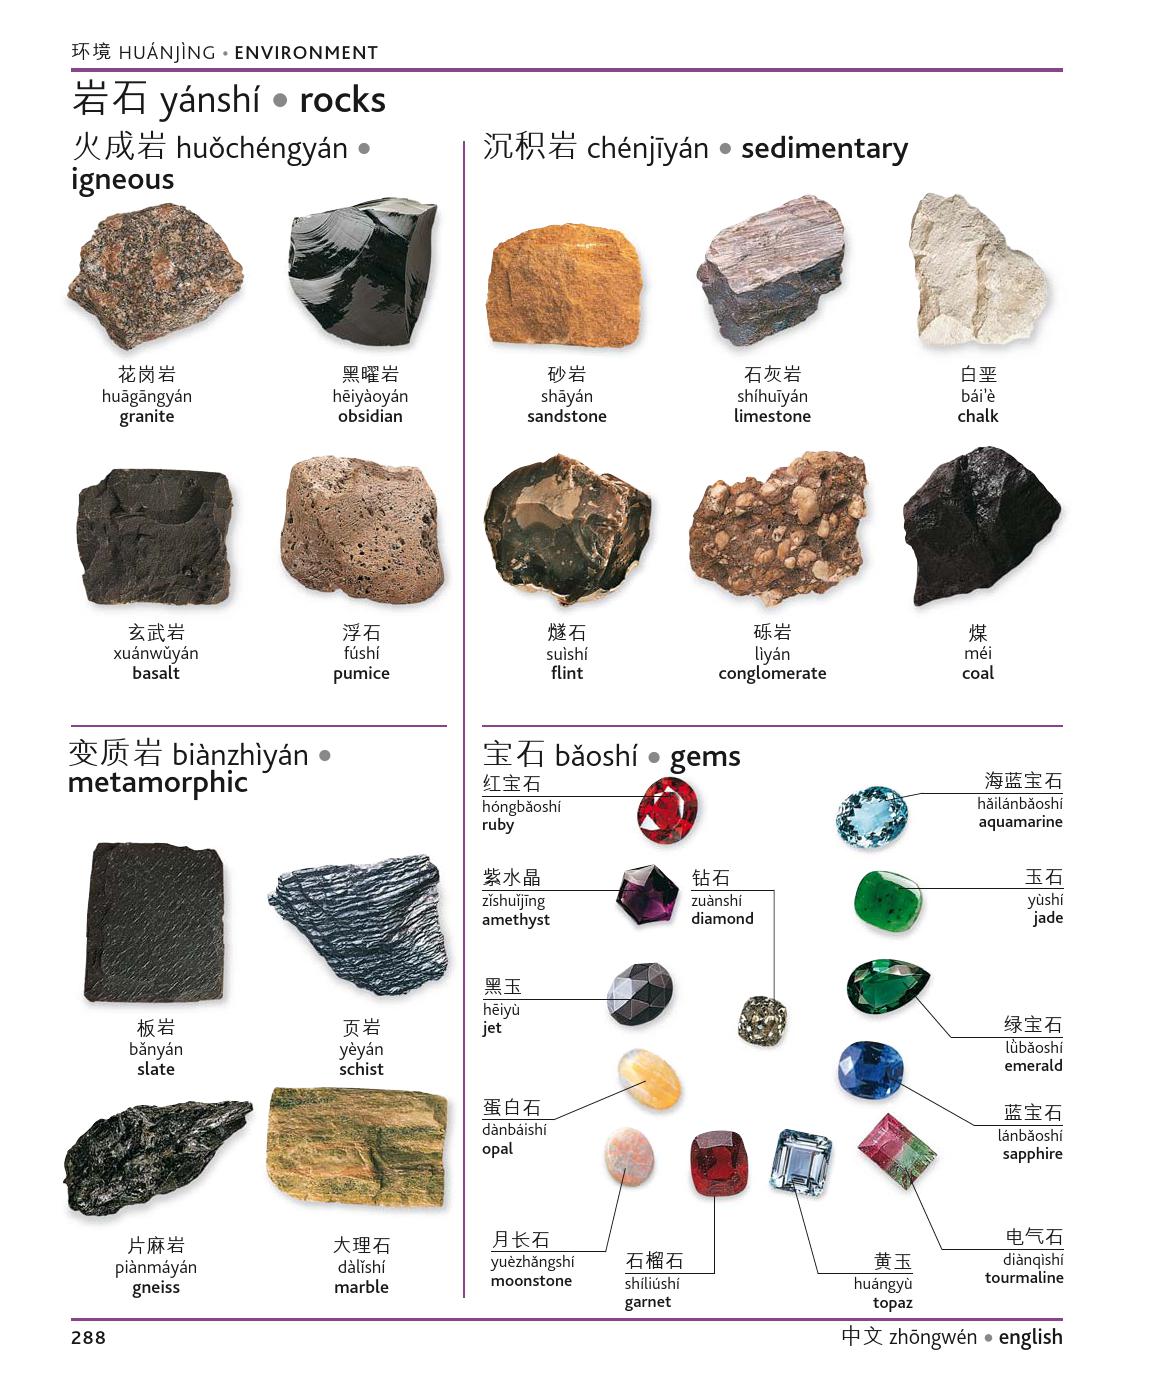 环境 HUÁNJÌNG • ENVIRONMENT
岩石 yánshí • rocks
火成岩 huǒchéngyán •
igneous
花岗岩
huāgāngyán
granite
黑曜岩
hēiyàoyán
obsidian
玄武岩
xuánwǔyán
basalt
浮石
fúshí
pumice
沉积岩 chénjīyán • sedimentary
砂岩
shāyán
sandstone
石灰岩
shíhuīyán
limestone
白垩
bái'è
chalk
燧石
suìshí
flint
砾岩
lìyán
conglomerate
煤
méi
coal
变质岩 biànzhìyán •
metamorphic
板岩
bǎnyán
slate
页岩
yèyán
schist
片麻岩
piànmáyán
gneiss
大理石
dàlǐshí
marble
宝石 bǎoshí • gems
红宝石
hóngbǎoshí
ruby
海蓝宝石
hǎilánbǎoshí
aquamarine
紫水晶
zǐshuǐjīng
amethyst
钻石
zuànshí
diamond
玉石
yùshí
jade
黑玉
hēiyù
jet
绿宝石
lǜbǎoshí
emerald
蛋白石
dànbáishí
opal
蓝宝石
lánbǎoshí
sapphire
月长石
yuèzhǎngshí
moonstone
石榴石
shíliúshí
garnet
黄玉
huángyù
topaz
电气石
diànqìshí
tourmaline
288
中文 zhōngwén • english